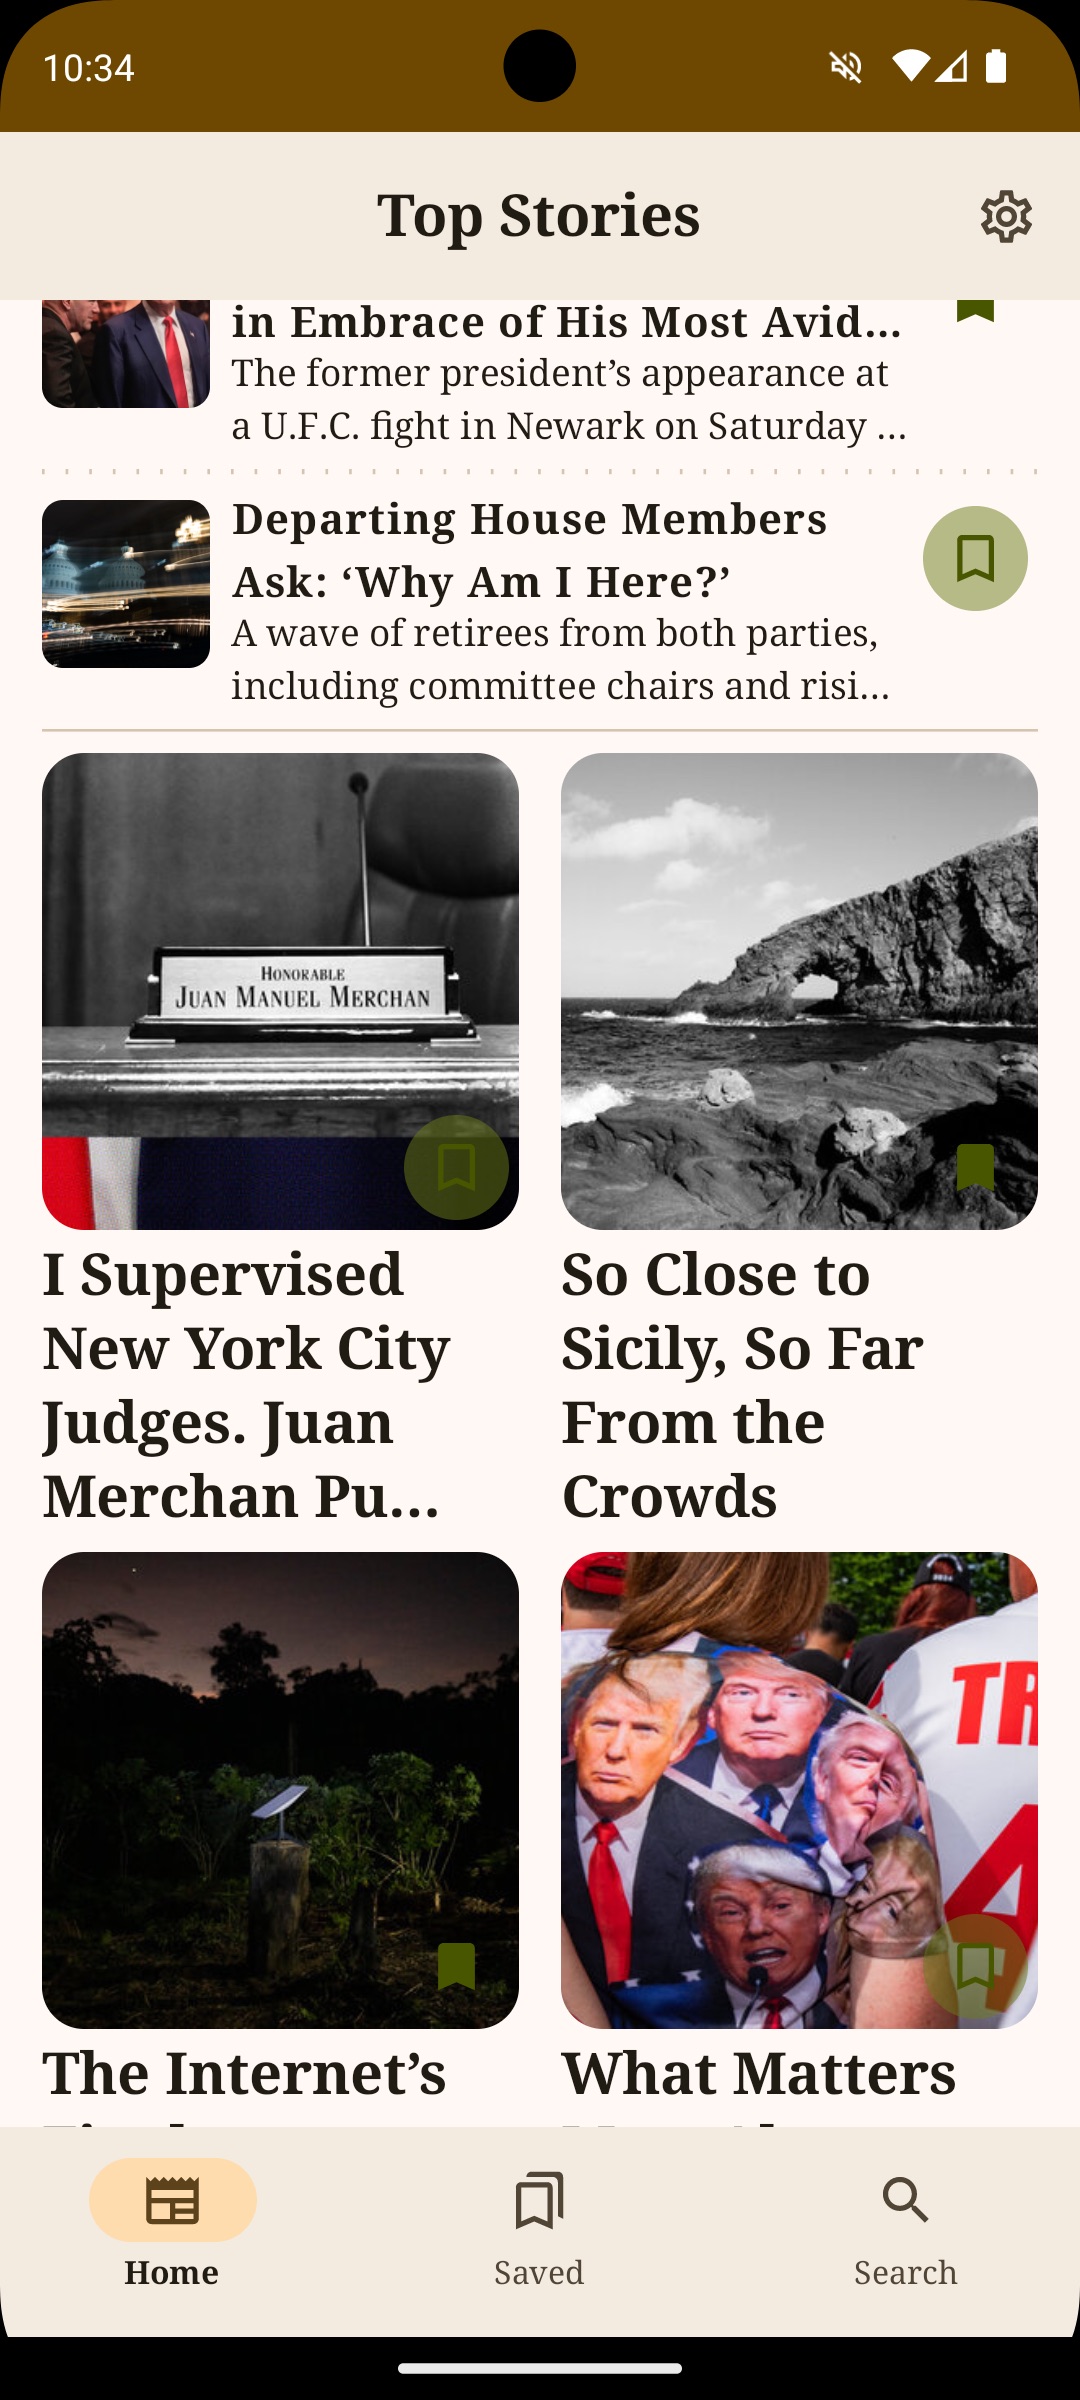 10:34
Top Stories
in Embrace of His Most Avid...
The former president’s appearance at
a U.F.C. fight in Newark on Saturday ...
Departing House Members
Ask: ‘Why Am I Here?’
A wave of retirees from both parties,
including committee chairs and risi...
HONORABLE
JUAN MANUEL MERCHAN
I Supervised
New York City
Judges. Juan
Merchan Pu...
So Close to
Sicily, So Far
From the
Crowds
TR
The Internet’s
What Matters
Home
Saved
Search